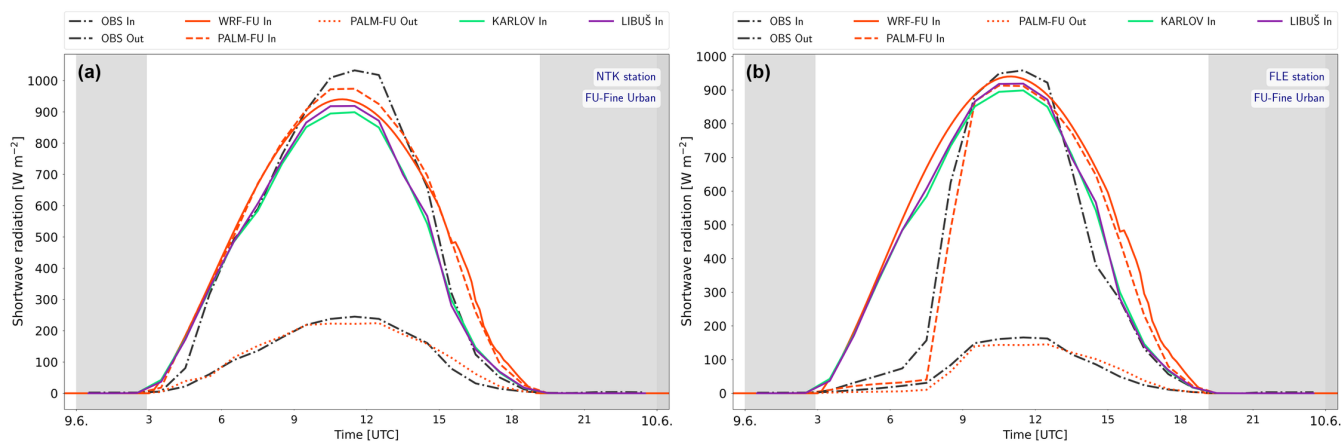 OBS In WRF-FU In PALM-FU Out KARLOV In LIBUŠ In
OBS Out PALM-FU In
(a)
NTK station
FU-Fine Urban
Shortwave radiation [W m⁻²]
1000
900
800
700
600
500
400
300
200
100
0
9.6. 3 6 9 12 15 18 21 10.6.
Time [UTC]
OBS In WRF-FU In PALM-FU Out KARLOV In LIBUŠ In
OBS Out PALM-FU In
(b)
FLE station
FU-Fine Urban
Shortwave radiation [W m⁻²]
1000
900
800
700
600
500
400
300
200
100
0
9.6. 3 6 9 12 15 18 21 10.6.
Time [UTC]